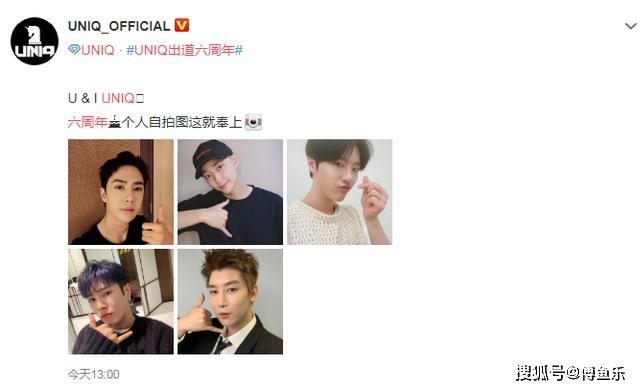 UNIQ
UNIQ_OFFICIAL V
UNIQ · #UNIQ出道六周年#
U & I UNIQ
六周年个人自拍图这就奉上
今天13:00
搜狐号@博鱼乐